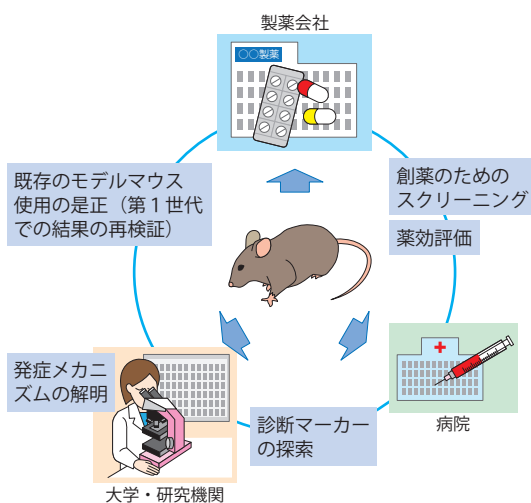 製薬会社
○○製薬
既存のモデルマウス
使用の是正（第１世代
での結果の再検証）
創薬のための
スクリーニング
薬効評価
発症メカニ
ズムの解明
診断マーカー
の探索
病院
大学・研究機関